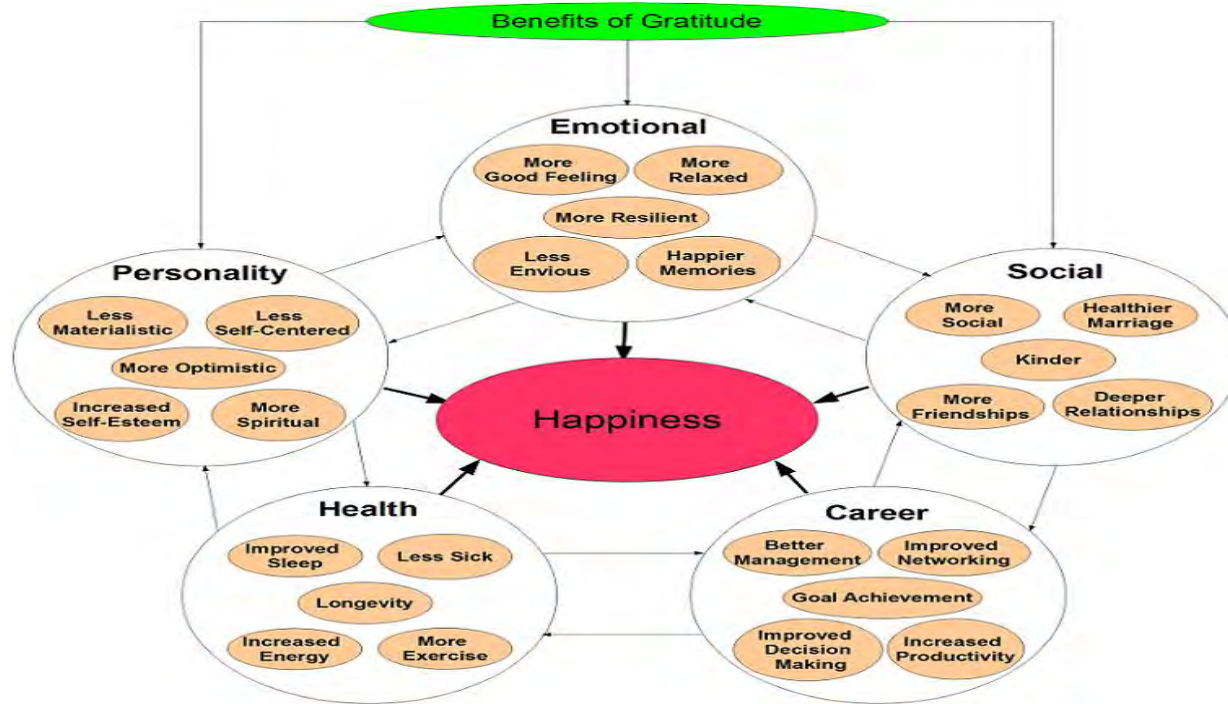 Benefits of Gratitude
Emotional
More
Good Feeling
More
Relaxed
More Resilient
Less
Envious
Happier
Memories
Personality
Less
Materialistic
Less
Self-Centered
More Optimistic
Increased
Self-Esteem
More
Spiritual
Social
More
Social
Healthier
Marriage
Kinder
More
Friendships
Deeper
Relationships
Happiness
Health
Improved
Sleep
Less Sick
Longevity
Increased
Energy
More
Exercise
Career
Better
Management
Improved
Networking
Goal Achievement
Improved
Decision
Making
Increased
Productivity